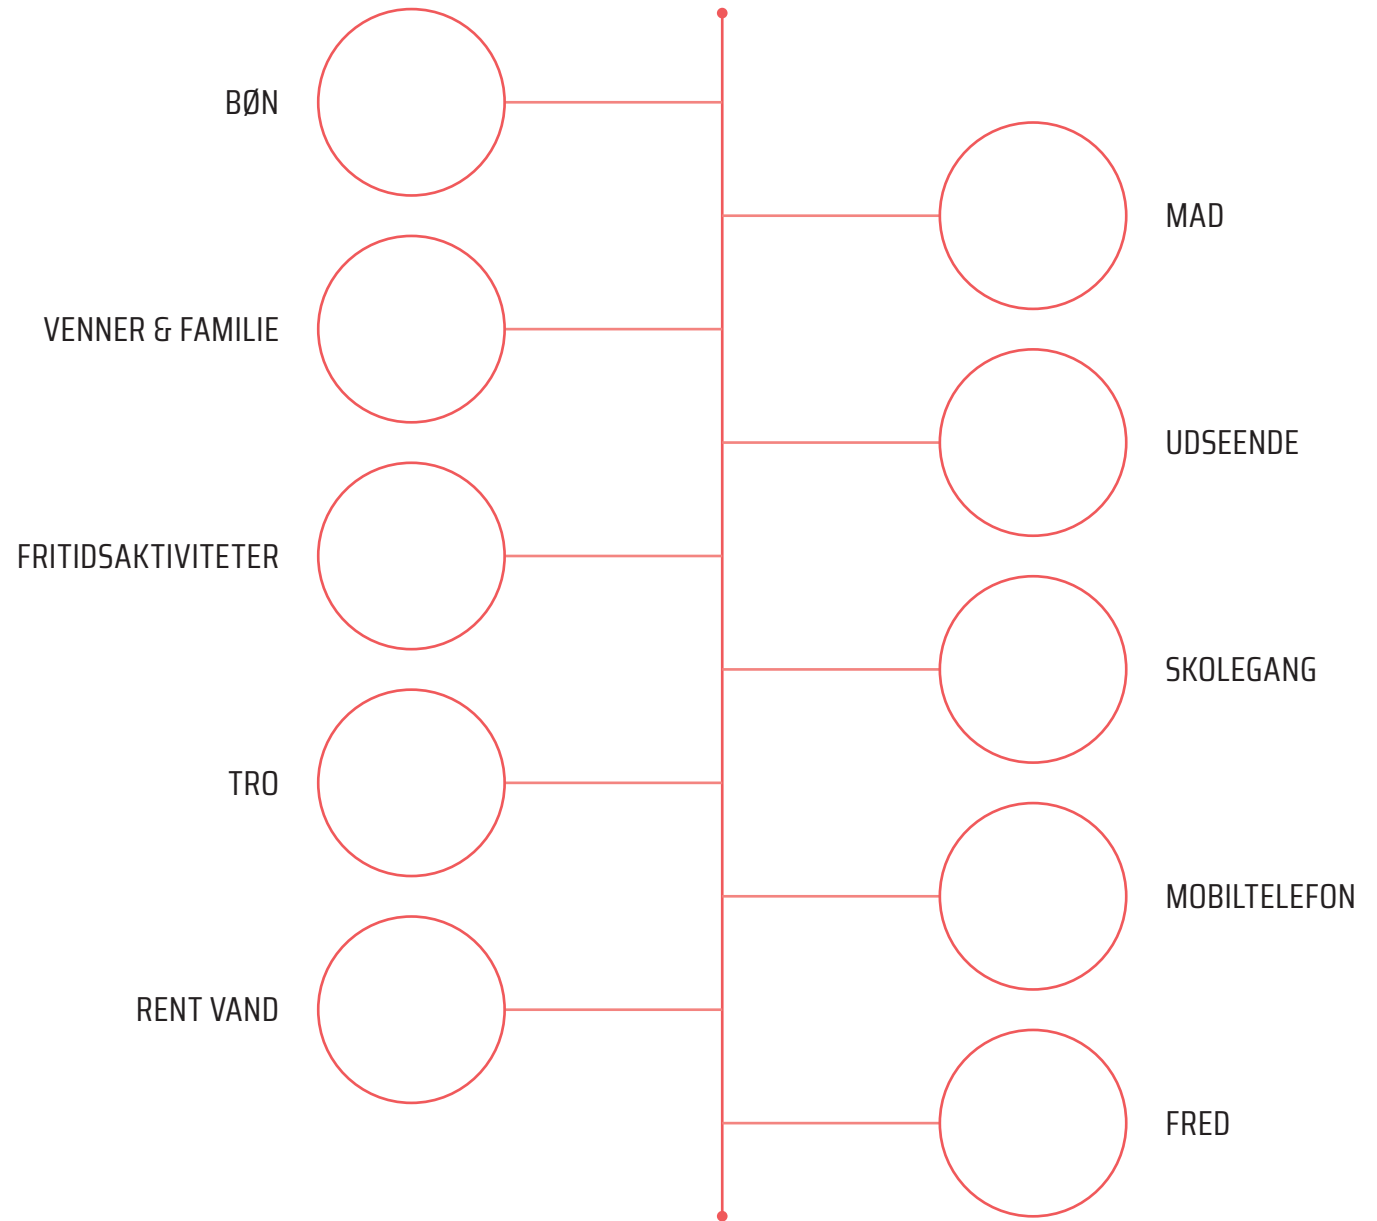 BØN
MAD
VENNER & FAMILIE
UDSEENDE
FRITIDSAKTIVITETER
SKOLEGANG
TRO
MOBILTELEFON
RENT VAND
FRED